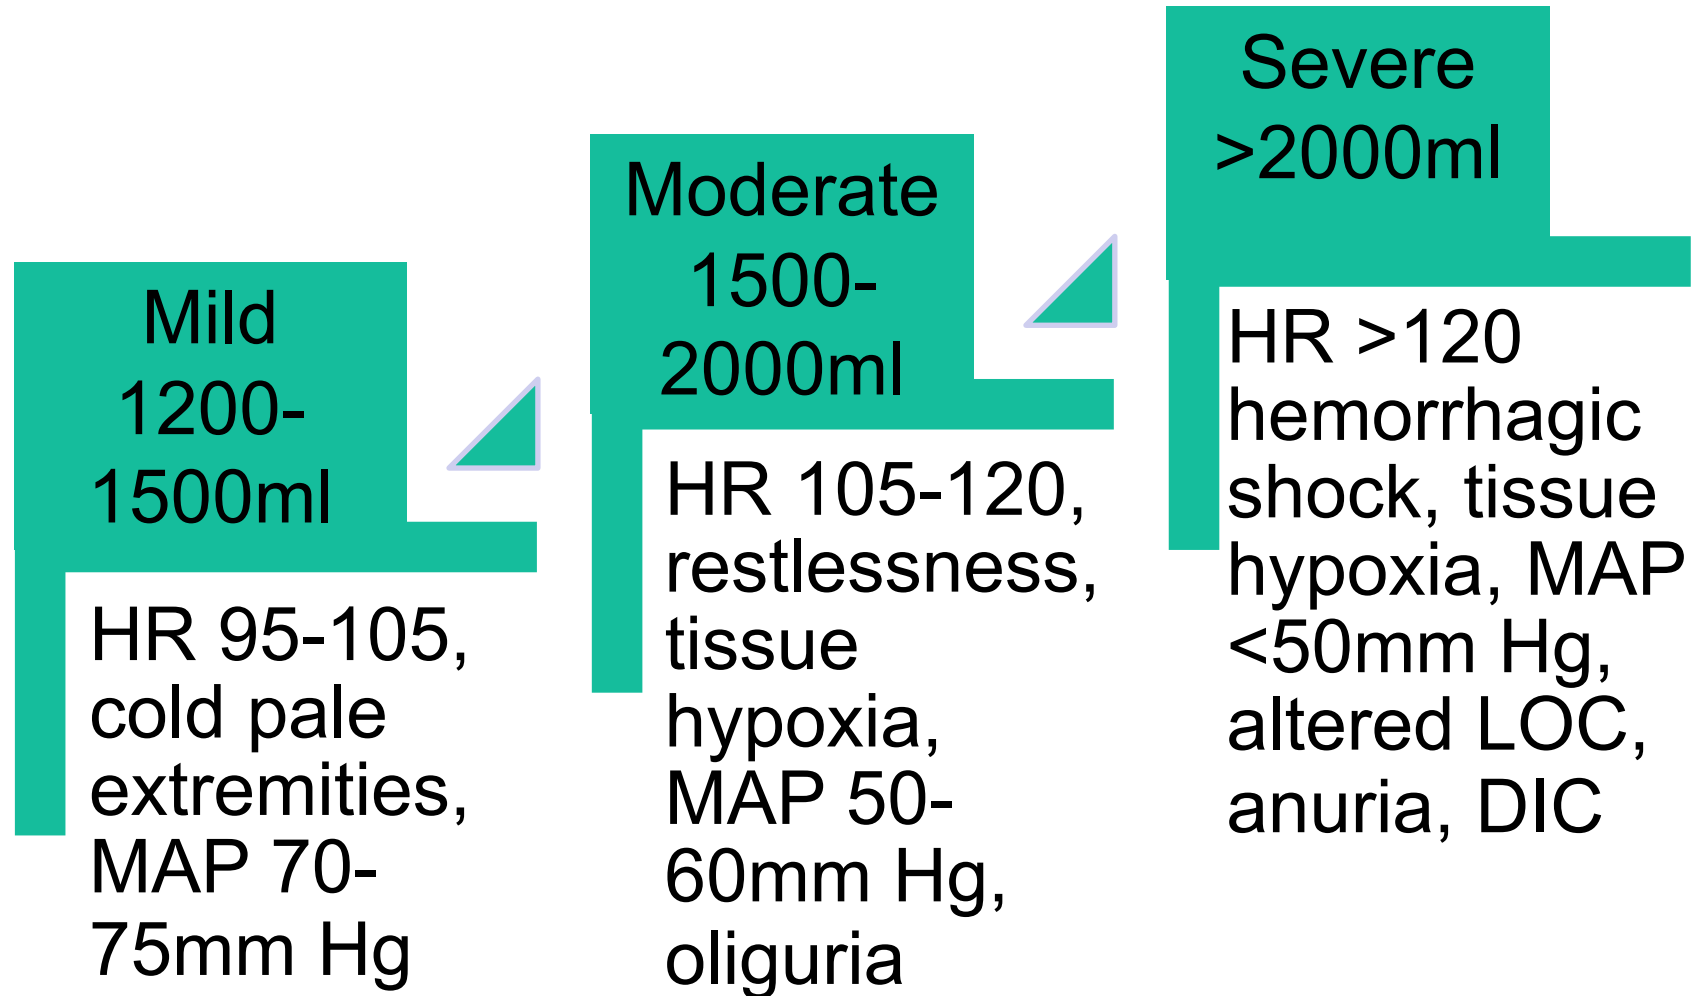 Mild
1200-
1500ml
HR 95-105,
cold pale
extremities,
MAP 70-
75mm Hg
Moderate
1500-
2000ml
HR 105-120,
restlessness,
tissue
hypoxia,
MAP 50-
60mm Hg,
oliguria
Severe
>2000ml
HR >120
hemorrhagic
shock, tissue
hypoxia, MAP
<50mm Hg,
altered LOC,
anuria, DIC